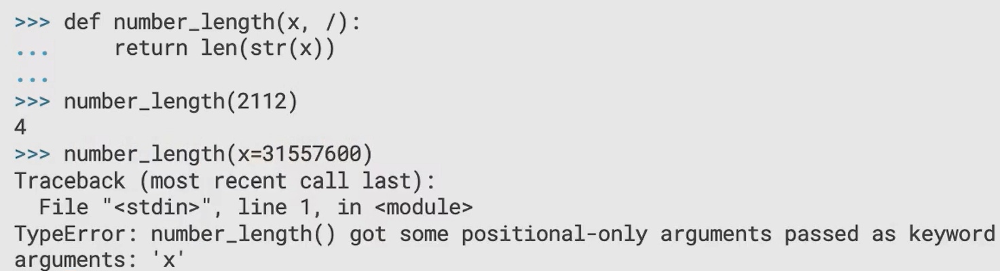 >>> def number_length(x, /):
...     return len(str(x))
...
>>> number_length(2112)
4
>>> number_length(x=31557600)
Traceback (most recent call last):
  File "<stdin>", line 1, in <module>
TypeError: number_length() got some positional-only arguments passed as keyword
arguments: 'x'